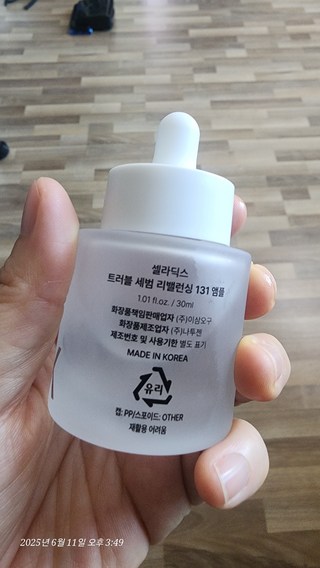 셀라딕스
트러블 세범 리밸런싱 131 앰플
1.01 fl.oz. / 30ml
화장품책임판매업자 (주)이삼오구
화장품제조업자 (주)나투젠
제조번호 및 사용기한 별도 표기
MADE IN KOREA
유리
캡: PP/스포이드: OTHER
재활용 어려움
2025년 6월 11일 오후 3:49